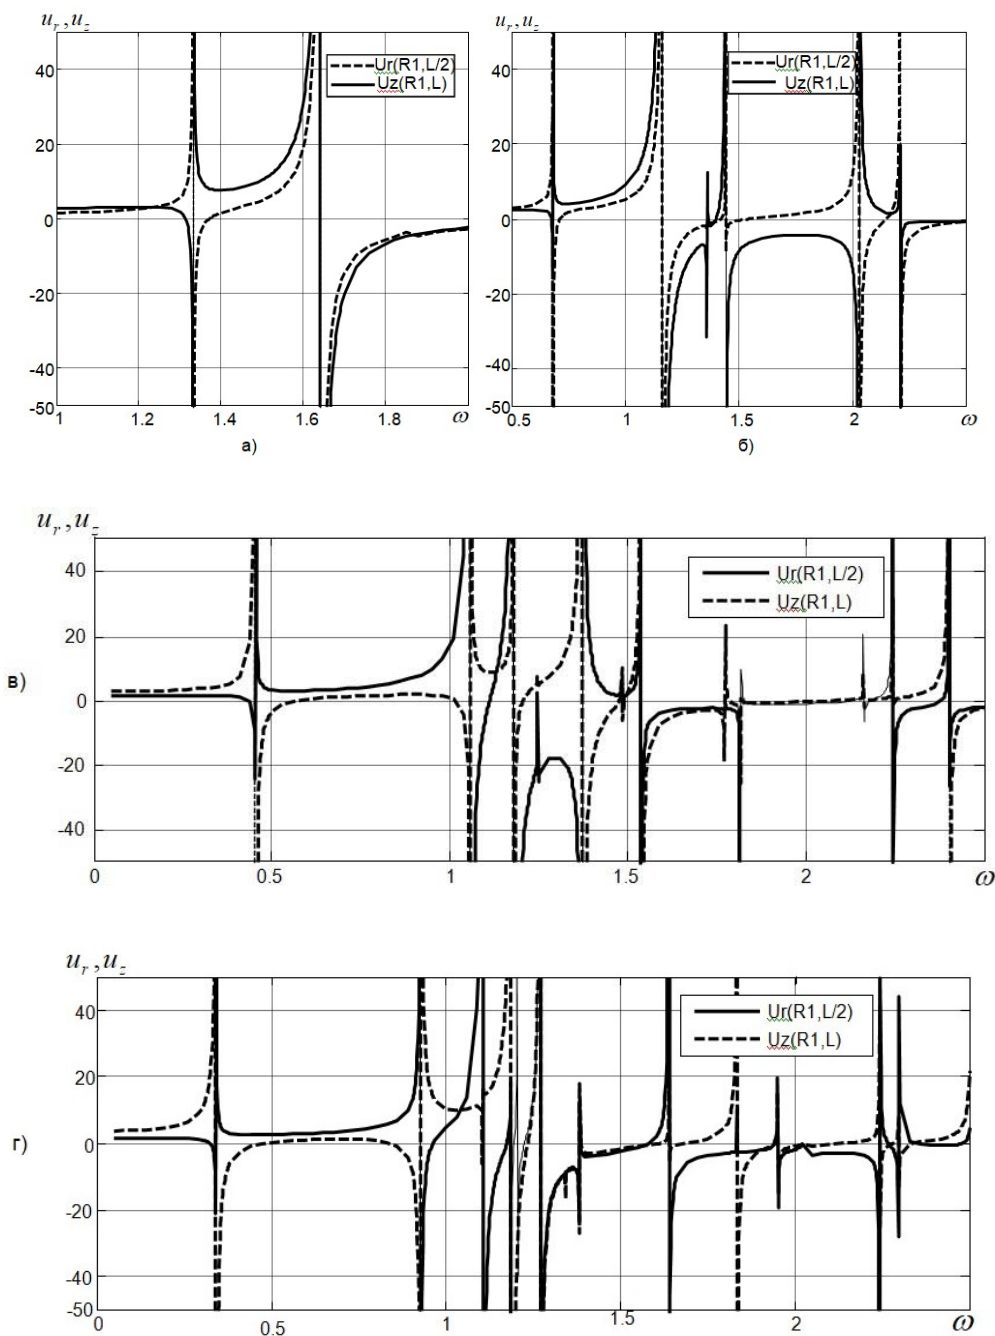 u_r , u_z
40
20
0
-20
-40
-50
1
1.2
1.4
1.6
1.8
ω
Ur(R1,L/2)
Uz(R1,L)
а)
u_r , u_z
40
20
0
-20
-40
-50
0.5
1
1.5
2
ω
Ur(R1,L/2)
Uz(R1,L)
б)
u_r , u_z
40
20
0
-20
-40
0
0.5
1
1.5
2
ω
Ur(R1,L/2)
Uz(R1,L)
в)
u_r , u_z
40
20
0
-20
-40
-50
0
0.5
1
1.5
2
ω
Ur(R1,L/2)
Uz(R1,L)
г)